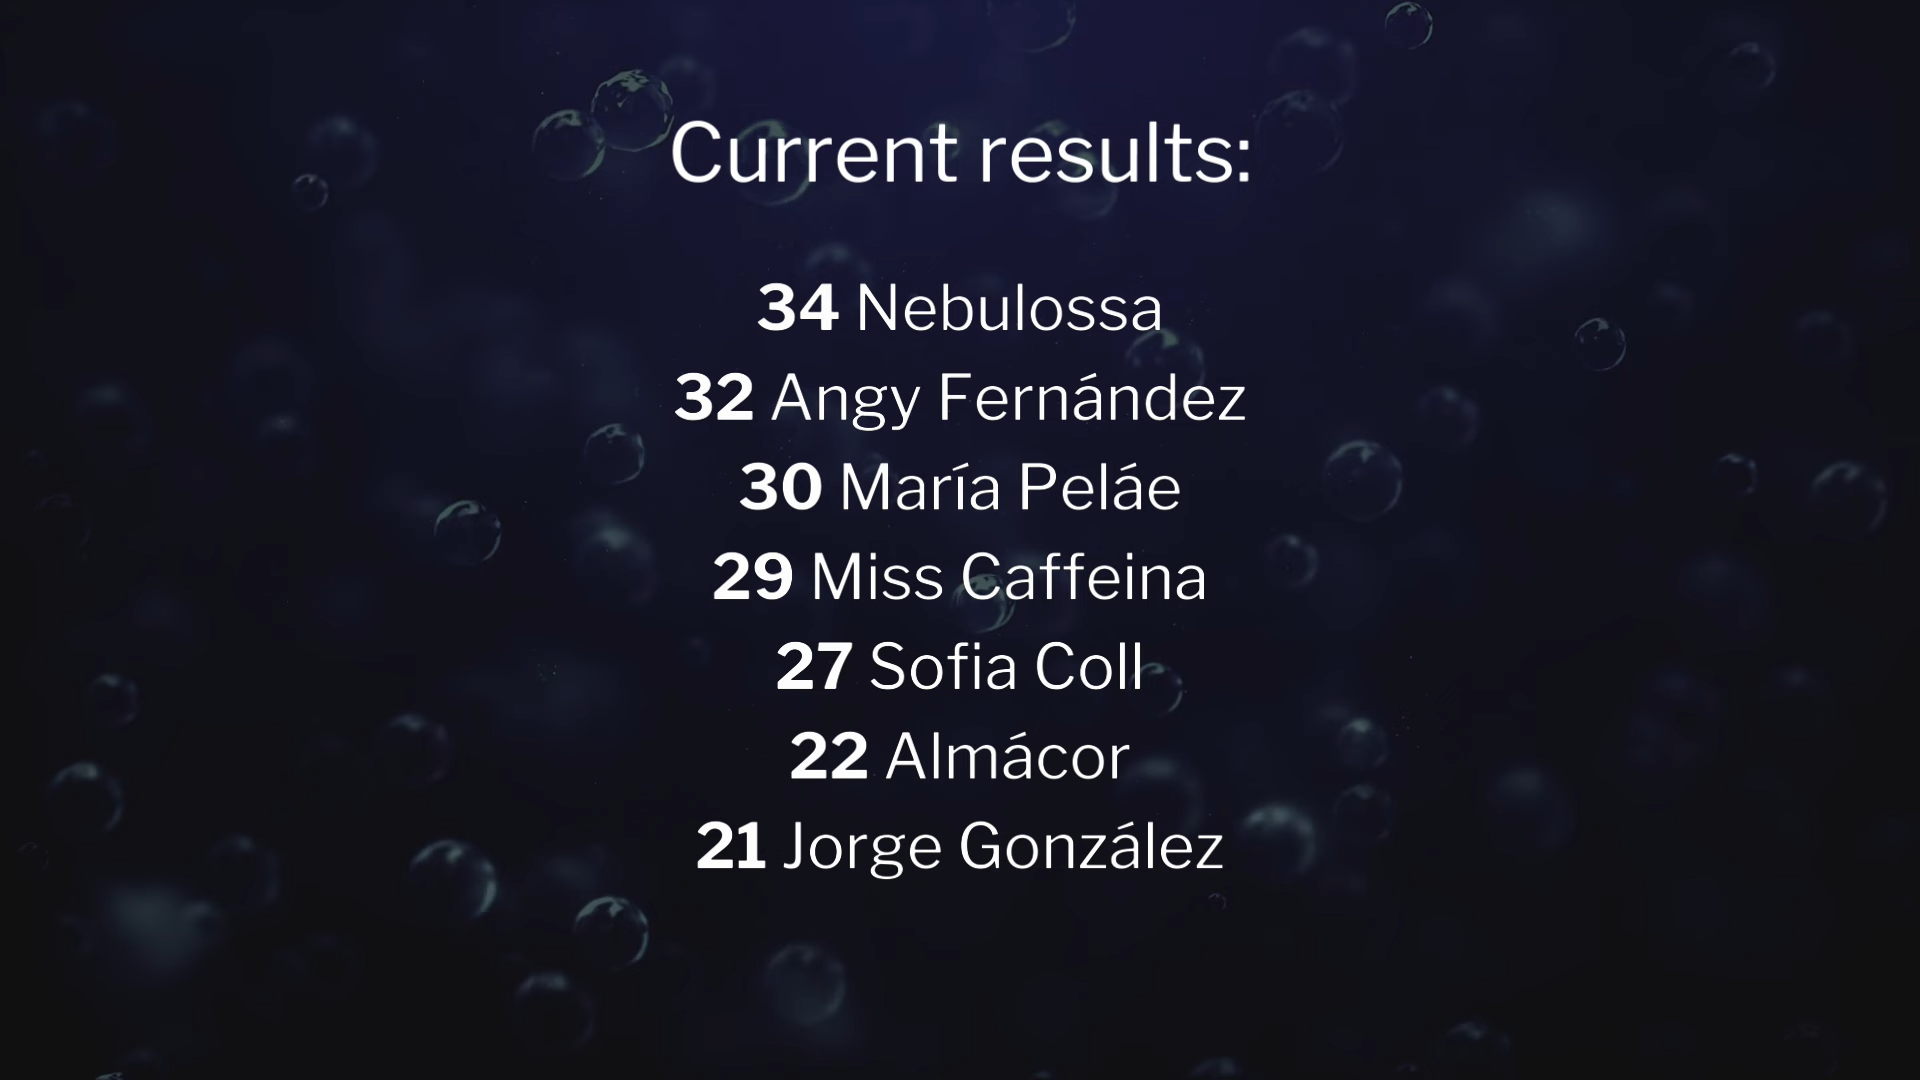 Current results:
34 Nebulossa
32 Angy Fernández
30 María Peláe
29 Miss Caffeina
27 Sofia Coll
22 Almácor
21 Jorge González